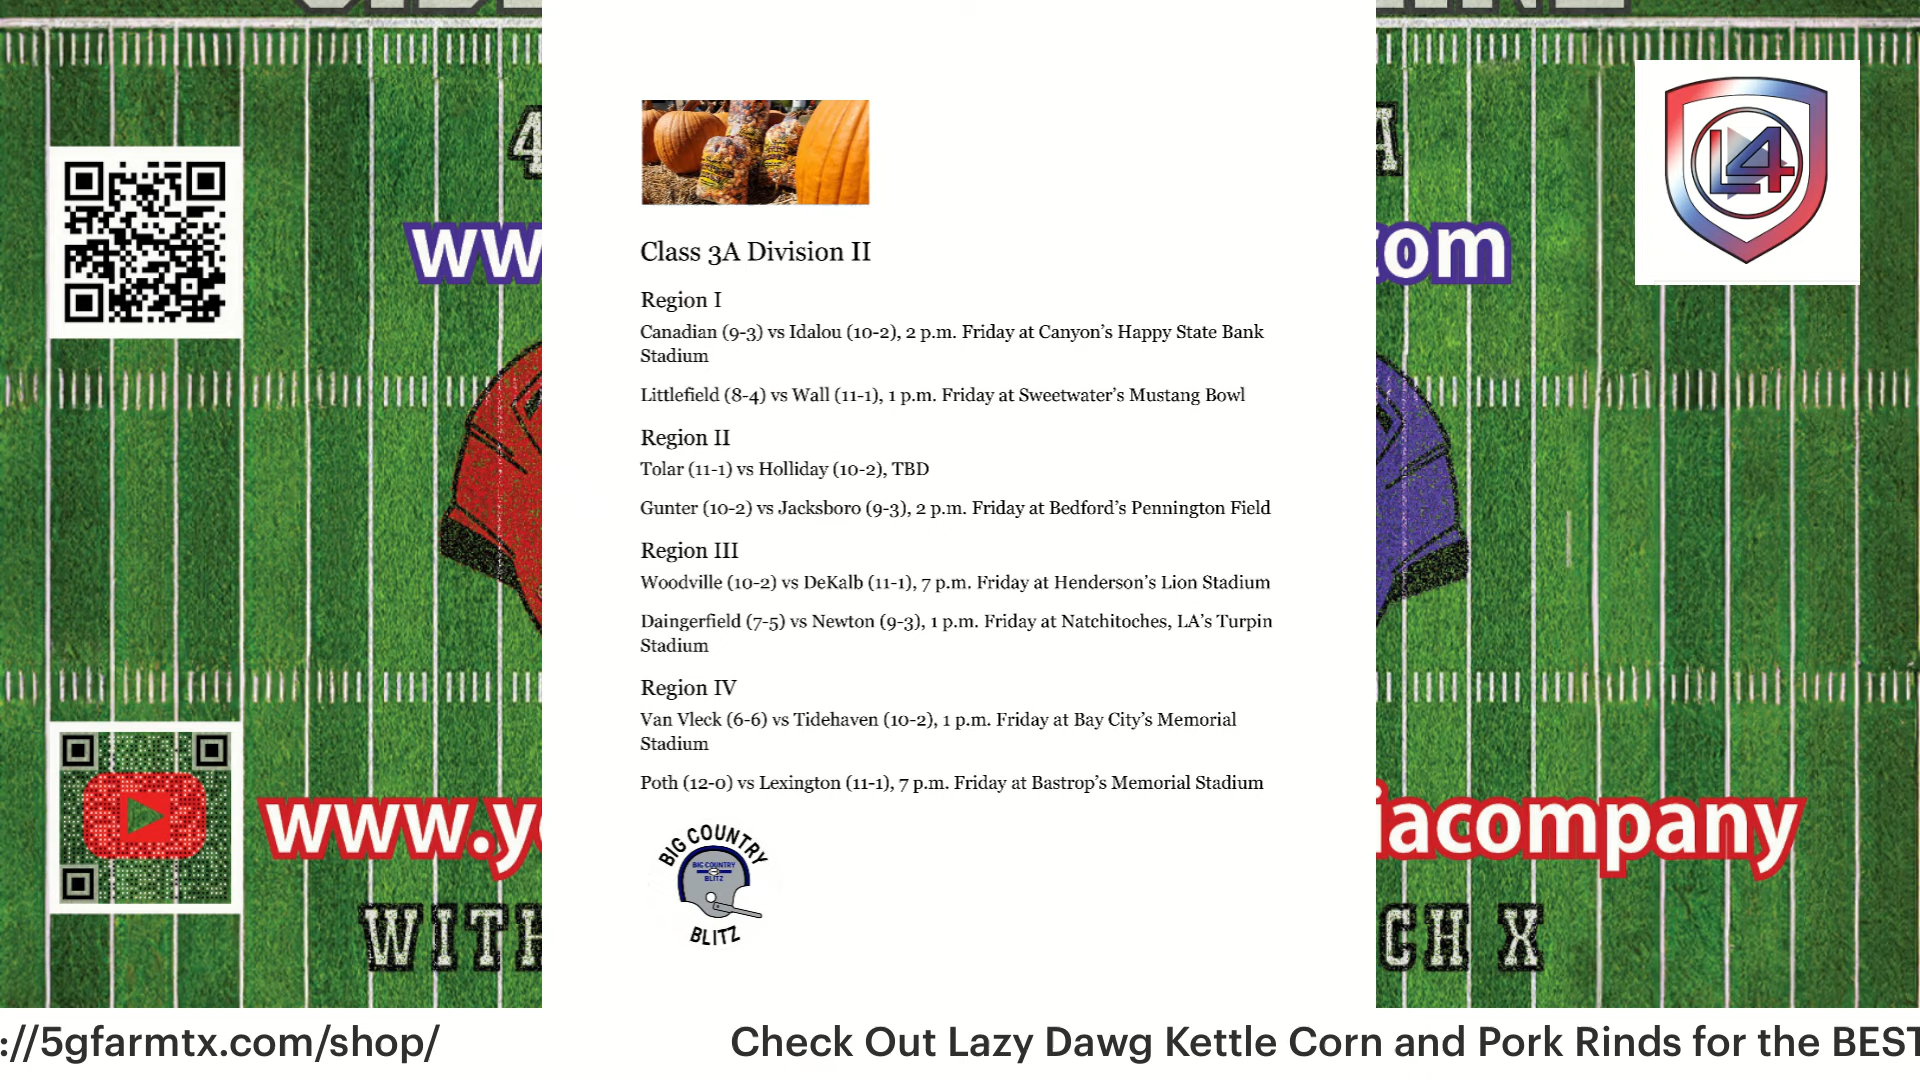 4
A
L4
ww
com
Class 3A Division II
Region I
Canadian (9-3) vs Idalou (10-2), 2 p.m. Friday at Canyon’s Happy State Bank
Stadium
Littlefield (8-4) vs Wall (11-1), 1 p.m. Friday at Sweetwater’s Mustang Bowl
Region II
Tolar (11-1) vs Holliday (10-2), TBD
Gunter (10-2) vs Jacksboro (9-3), 2 p.m. Friday at Bedford’s Pennington Field
Region III
Woodville (10-2) vs DeKalb (11-1), 7 p.m. Friday at Henderson’s Lion Stadium
Daingerfield (7-5) vs Newton (9-3), 1 p.m. Friday at Natchitoches, LA’s Turpin
Stadium
Region IV
Van Vleck (6-6) vs Tidehaven (10-2), 1 p.m. Friday at Bay City’s Memorial
Stadium
Poth (12-0) vs Lexington (11-1), 7 p.m. Friday at Bastrop’s Memorial Stadium
www.y
iacompany
BIG COUNTRY
BIG COUNTRY
BLITZ
BLITZ
WITH
CH X
://5gfarmtx.com/shop/ Check Out Lazy Dawg Kettle Corn and Pork Rinds for the BEST